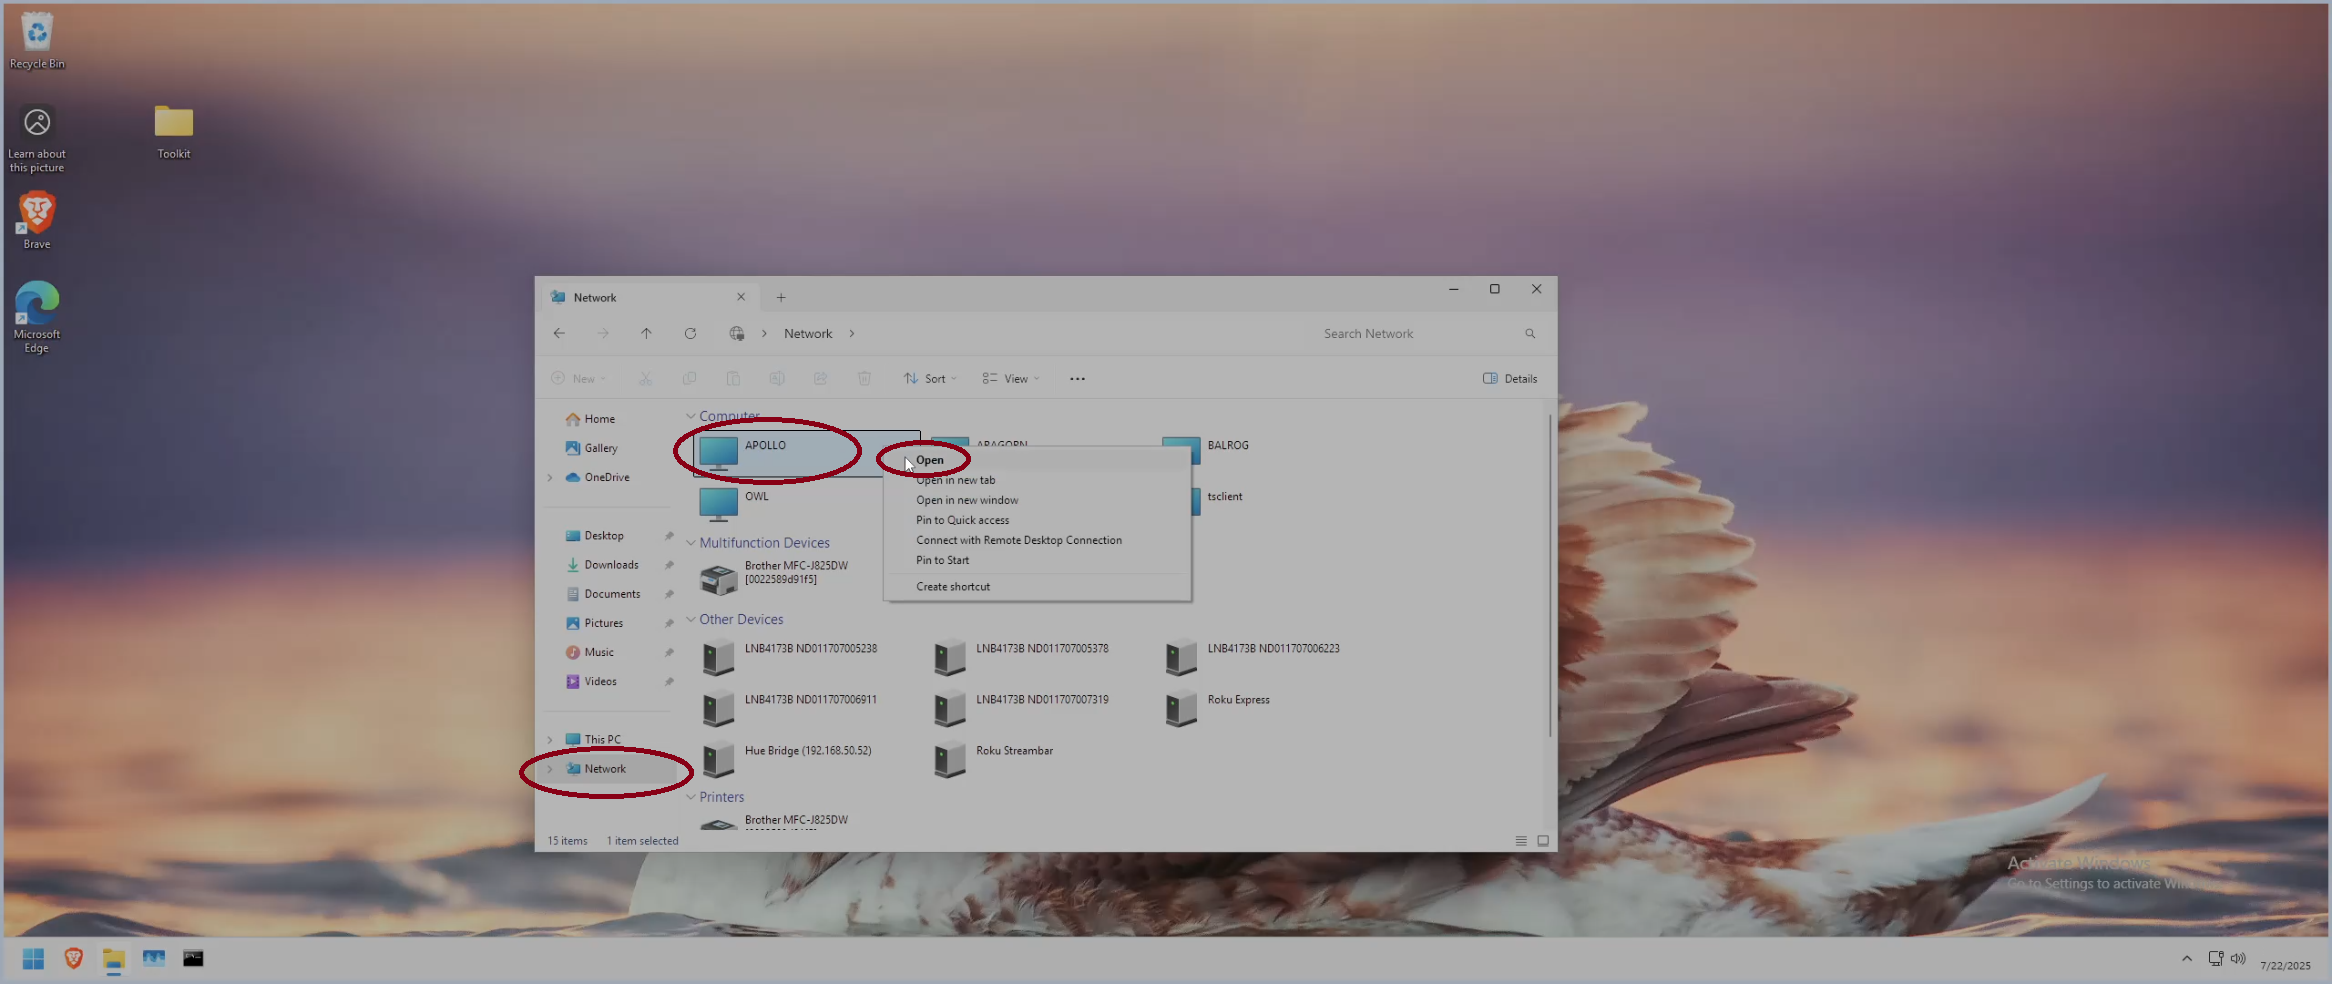 Recycle Bin
Learn about
this picture
Toolkit
Brave
Microsoft
Edge
Network
Network
Search Network
New
Sort
View
Details
Home
Gallery
OneDrive
Desktop
Downloads
Documents
Pictures
Music
Videos
This PC
Network
Computer
APOLLO
ARAGORN
BALROG
OWL
tsclient
Open
Open in new tab
Open in new window
Pin to Quick access
Connect with Remote Desktop Connection
Pin to Start
Create shortcut
Multifunction Devices
Brother MFC-J825DW
[0022589d91f5]
Other Devices
LNB4173B ND011707005238
LNB4173B ND011707005378
LNB4173B ND011707006223
LNB4173B ND011707006911
LNB4173B ND011707007319
Roku Express
Hue Bridge (192.168.50.52)
Roku Streambar
Printers
Brother MFC-J825DW
15 items
1 item selected
Activate Windows
Go to Settings to activate
7/22/2025